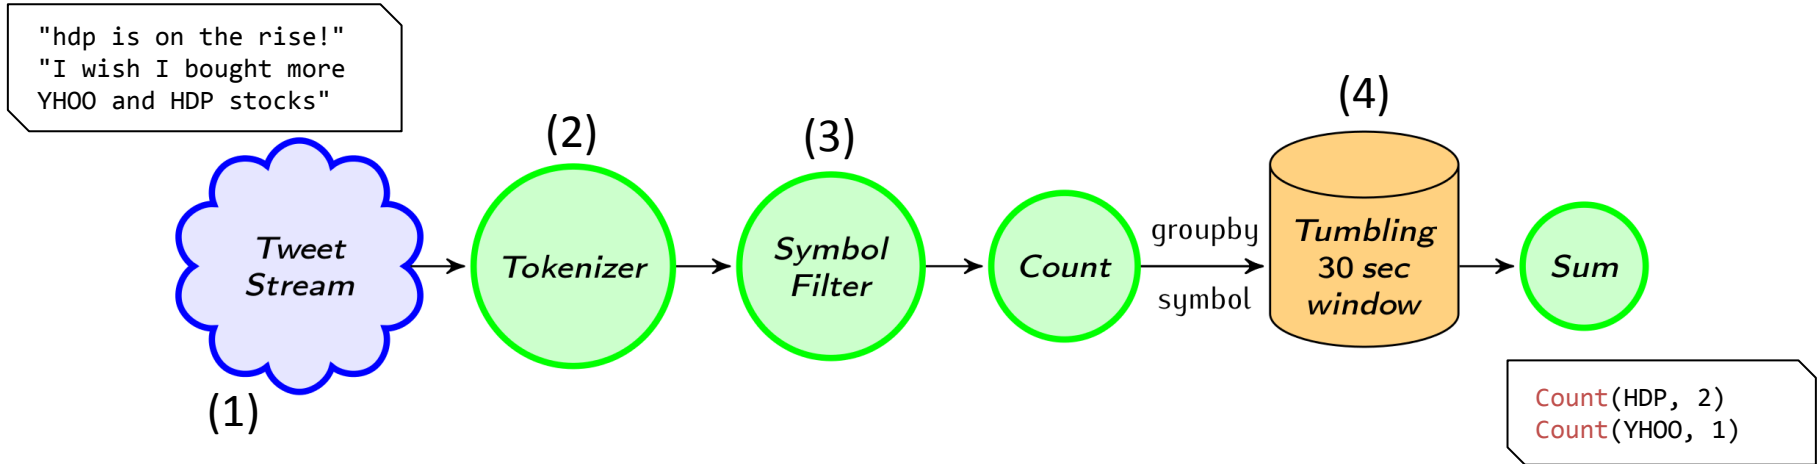 "hdp is on the rise!"
"I wish I bought more
YHOO and HDP stocks"
(1)
Tweet
Stream
(2)
Tokenizer
(3)
Symbol
Filter
Count
groupby
symbol
(4)
Tumbling
30 sec
window
Sum
Count(HDP, 2)
Count(YHOO, 1)